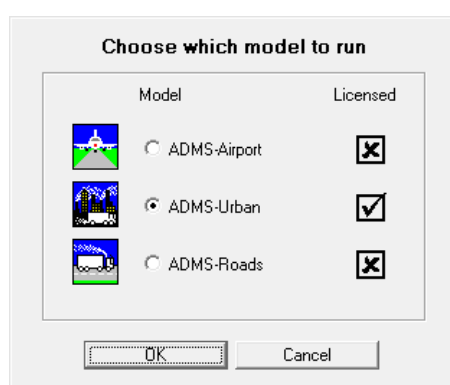 Choose which model to run
Model Licensed
ADMS-Airport
ADMS-Urban
ADMS-Roads
OK Cancel